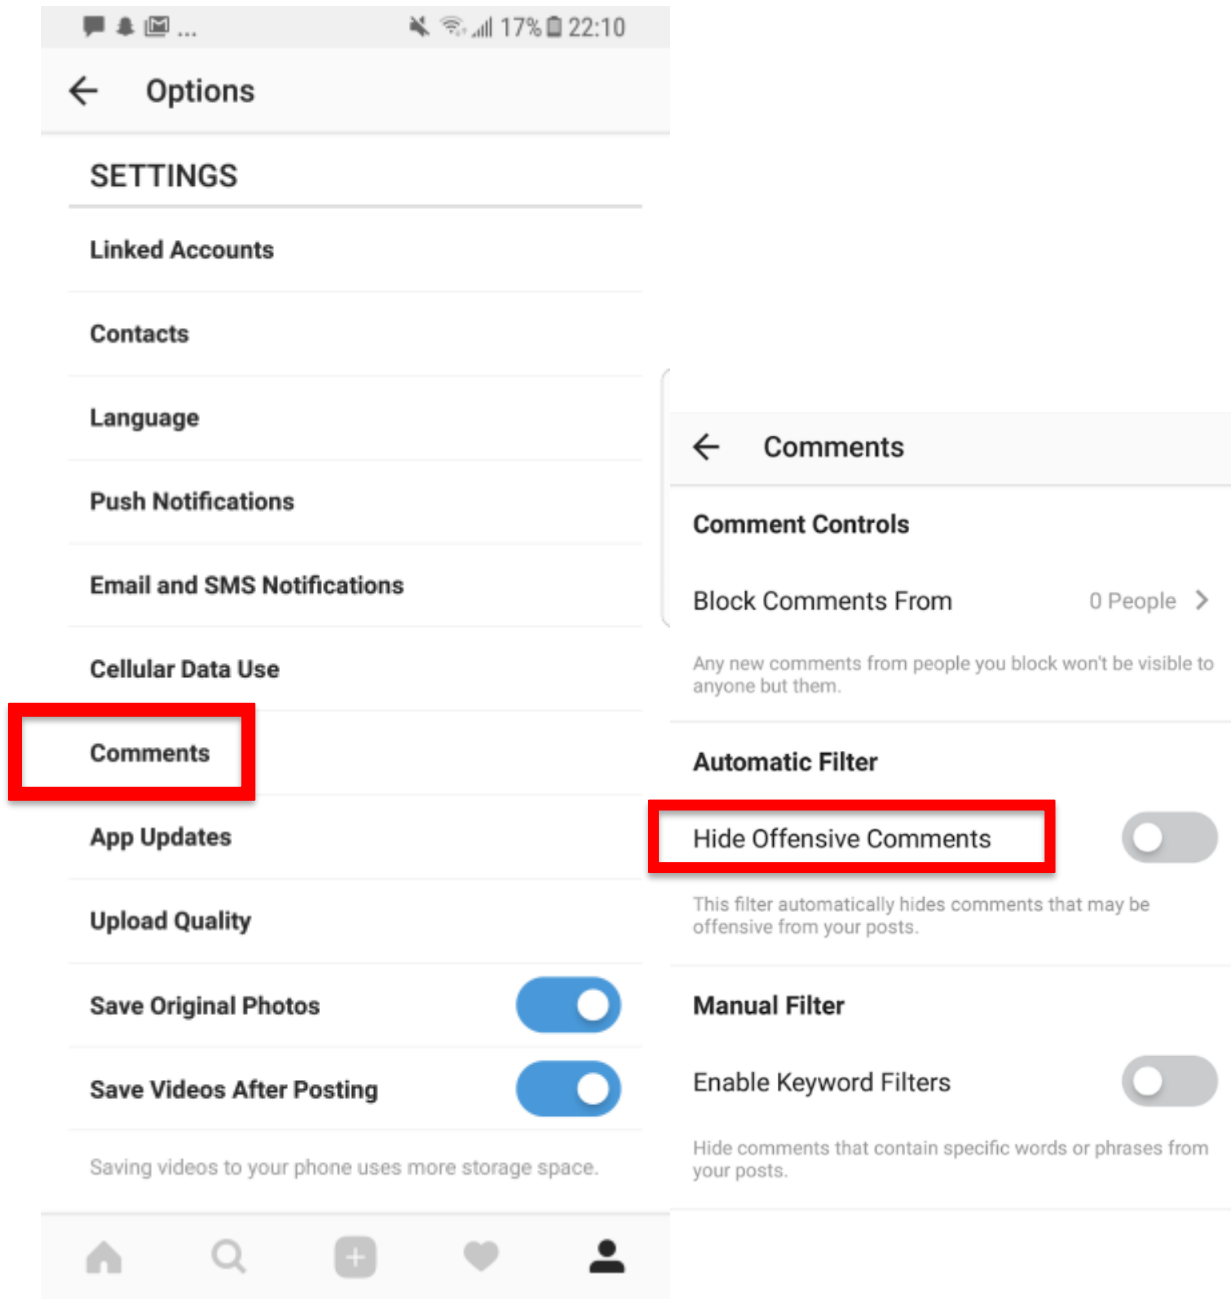 ... 17% 22:10
Options
SETTINGS
Linked Accounts
Contacts
Language
Push Notifications
Email and SMS Notifications
Cellular Data Use
Comments
App Updates
Upload Quality
Save Original Photos
Save Videos After Posting
Saving videos to your phone uses more storage space.
Comments
Comment Controls
Block Comments From 0 People
Any new comments from people you block won't be visible to
anyone but them.
Automatic Filter
Hide Offensive Comments
This filter automatically hides comments that may be
offensive from your posts.
Manual Filter
Enable Keyword Filters
Hide comments that contain specific words or phrases from
your posts.